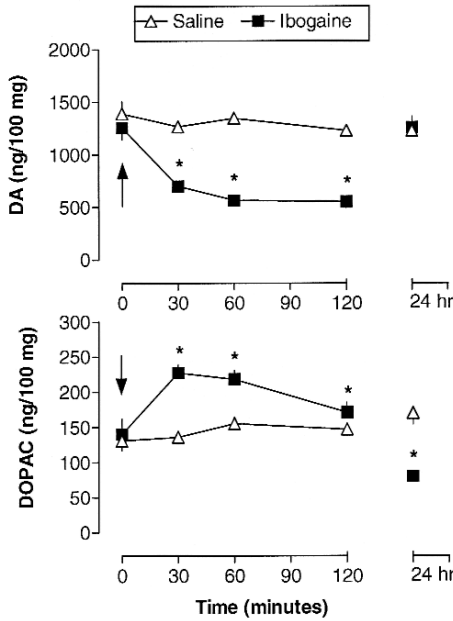 Saline Ibogaine
2000
1500
1000
500
0
DA (ng/100 mg)
* * *
0 30 60 90 120 24 hr
300
250
200
150
100
50
0
DOPAC (ng/100 mg)
* * *
*
0 30 60 90 120 24 hr
Time (minutes)